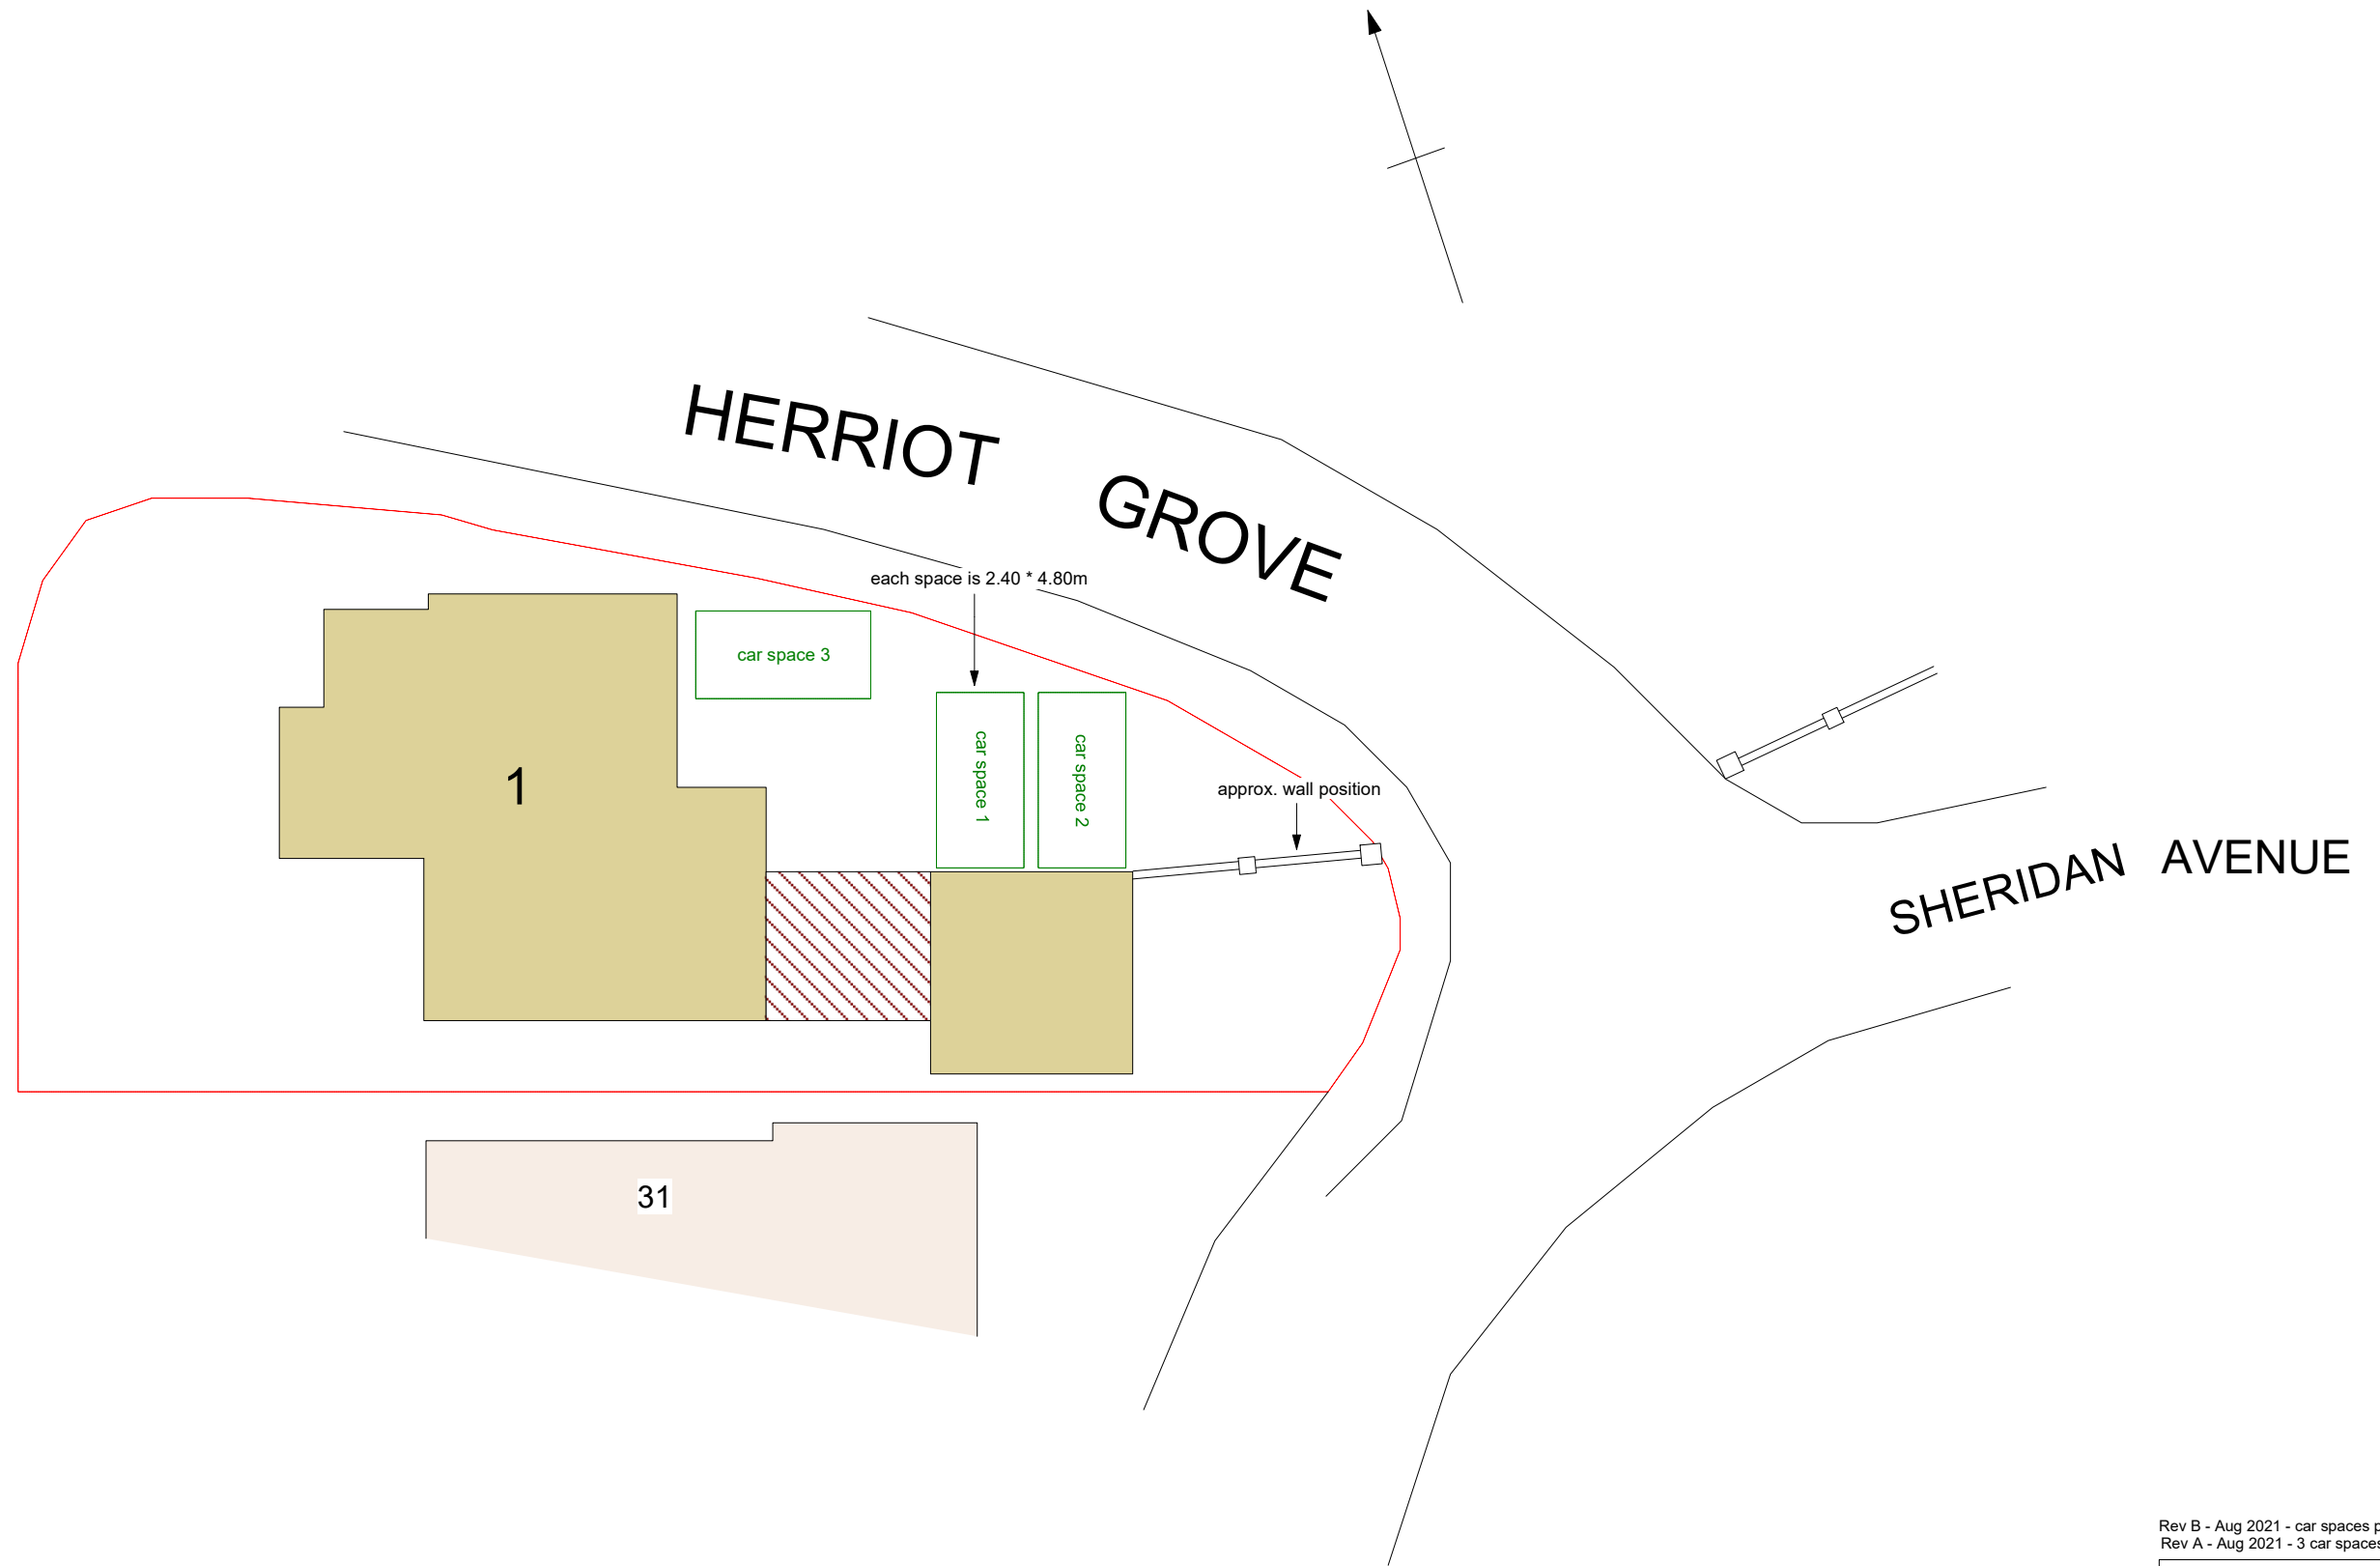 HERRIOT GROVE
each space is 2.40 * 4.80m
car space 3
car space 1
car space 2
approx. wall position
1
SHERIDAN AVENUE
31
Rev B - Aug 2021 - car spaces
Rev A - Aug 2021 - 3 car spaces